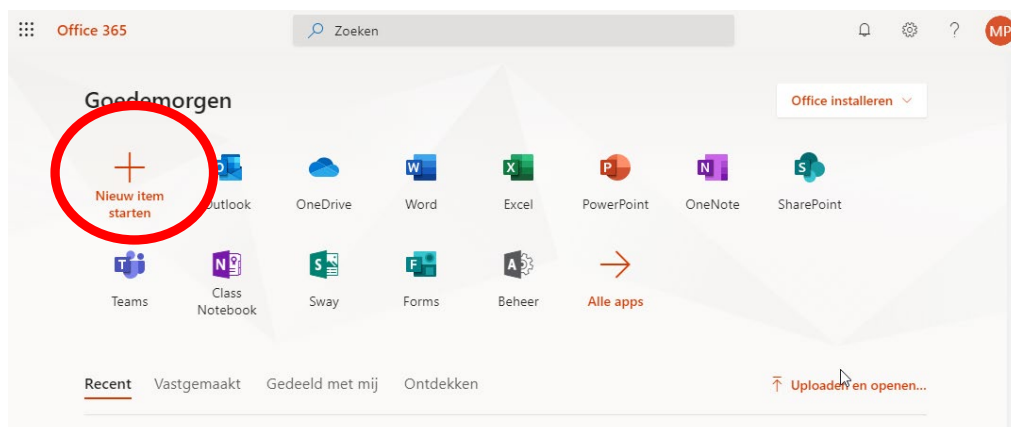 Office 365
Zoeken
MP
Goedemorgen
Office installeren
Nieuw item
starten
Outlook
OneDrive
Word
Excel
PowerPoint
OneNote
SharePoint
Teams
Class
Notebook
Sway
Forms
Beheer
Alle apps
Recent Vastgemaakt Gedeeld met mij Ontdekken
Uploaden en openen...